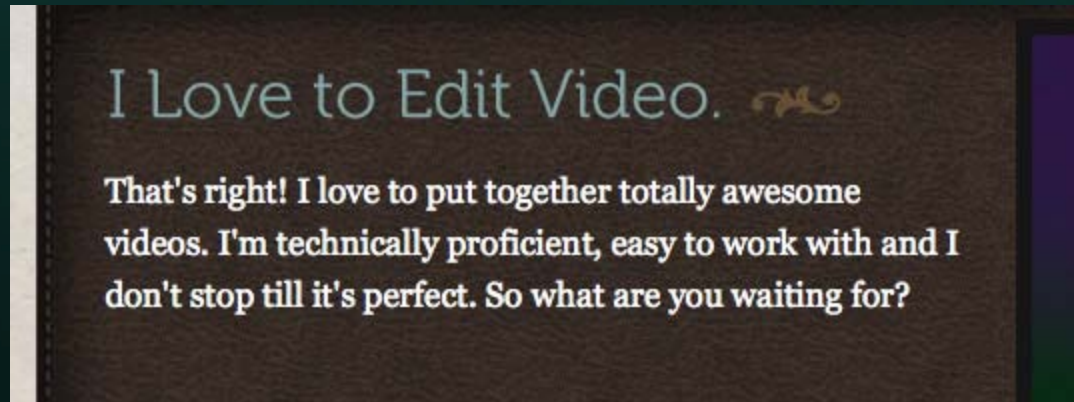 I Love to Edit Video.
That's right! I love to put together totally awesome
videos. I'm technically proficient, easy to work with and I
don't stop till it's perfect. So what are you waiting for?